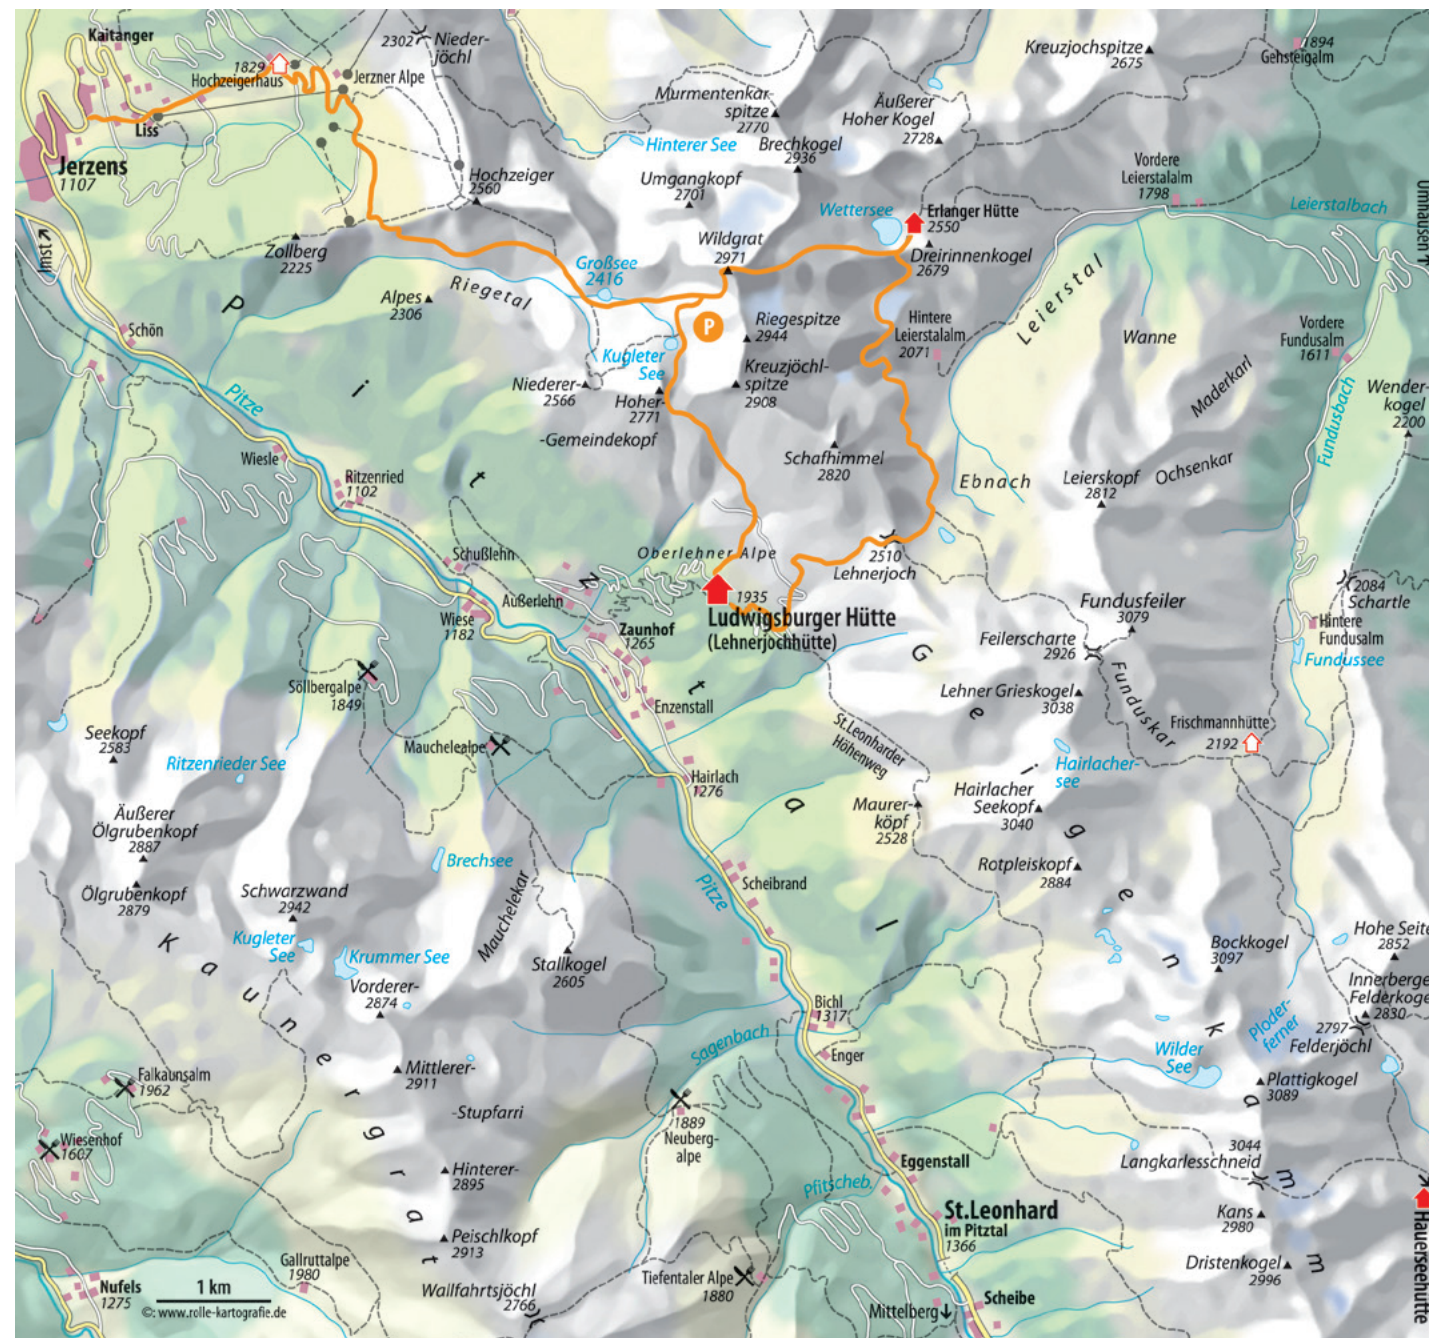 Kaitanger
2302
Nieder-
jöchl
Kreuzjochspitze
2675
1894
Gehsteigalm
1829
Hochzeigerhaus
Jerzner Alpe
Murmentenkar-
spitze
2770
Äußerer
Hoher Kogel
2728
Liss
Hinterer See
Brechkogel
2936
Jerzens
1107
Hochzeiger
2560
Umgangkopf
2701
Vordere
Leierstalalm
1798
Leierstalbach
Umhausen
Wettersee
Erlanger Hütte
2550
Imst
Zollberg
2225
Wildgrat
2971
Dreirinnenkogel
2679
Großsee
2416
Riegetal
Leierstal
Pitztal
Alpes
2306
Schön
P
Riegespitze
2944
Hintere
Leierstalalm
2071
Wanne
Vordere
Fundusalm
1611
Kugleter
See
Kreuzjöchl-
spitze
2908
Maderkarl
Fundusbach
Wender-
kogel
2200
Pitze
Niederer-
2566
Hoher-
2771
-Gemeindekopf
Wiesle
Ritzenried
1102
Schafhimmel
2820
Ebnach
Leierskopf
2812
Ochsenkar
Schußlehn
Oberlehner Alpe
2510
Lehnerjoch
Äußerlehn
Wiese
1182
Zaunhof
1265
1935
Ludwigsburger Hütte
(Lehnerjochhütte)
Fundusfeiler
3079
2084
Schartle
Hintere
Fundusalm
Fundussee
Feilerscharte
2926
Funduskar
Söllbergalpe
1849
Enzenstall
Lehner Grieskogel
3038
Geigenkamm
Frischmannhütte
2192
Seekopf
2583
Ritzenrieder See
Mauchelealpe
St.Leonharder
Höhenweg
Hairlacher-
see
Hairlach
1276
Hairlacher
Seekopf
3040
Maurer-
köpf
2528
Äußerer
Ölgrubenkopf
2887
Brechsee
Rotpleiskopf
2884
Ölgrubenkopf
2879
Schwarzwand
2942
Scheibrand
Pitze
Mauchelekar
Kaunergrat
Kugleter
See
Krummer See
Stallkogel
2605
Vorderer-
2874
Bockkogel
3097
Hohe Seite
2852
Innerberge
Felderkoge
2830
Bichl
1317
Ploder-
ferner
2797
Felderjöchl
Sagenbach
Enger
Wilder
See
Mittlerer-
2911
Falkaunsalm
1962
Plattigkogel
3089
-Stupfarri
1889
Neuberg-
alpe
Wiesenhof
1607
3044
Langkarlesschneid
Eggenstall
Hinterer-
2895
Pfitscheb.
St.Leonhard
im Pitztal
1366
Kans
2980
Hauerseehütte
Peischlkopf
2913
Gallruttalpe
1980
Dristenkogel
2996
Nufels
1275
1 km
©: www.rolle-kartografie.de
Wallfahrtsjöchl
2766
Tiefentaler Alpe
1880
Mittelberg
Scheibe